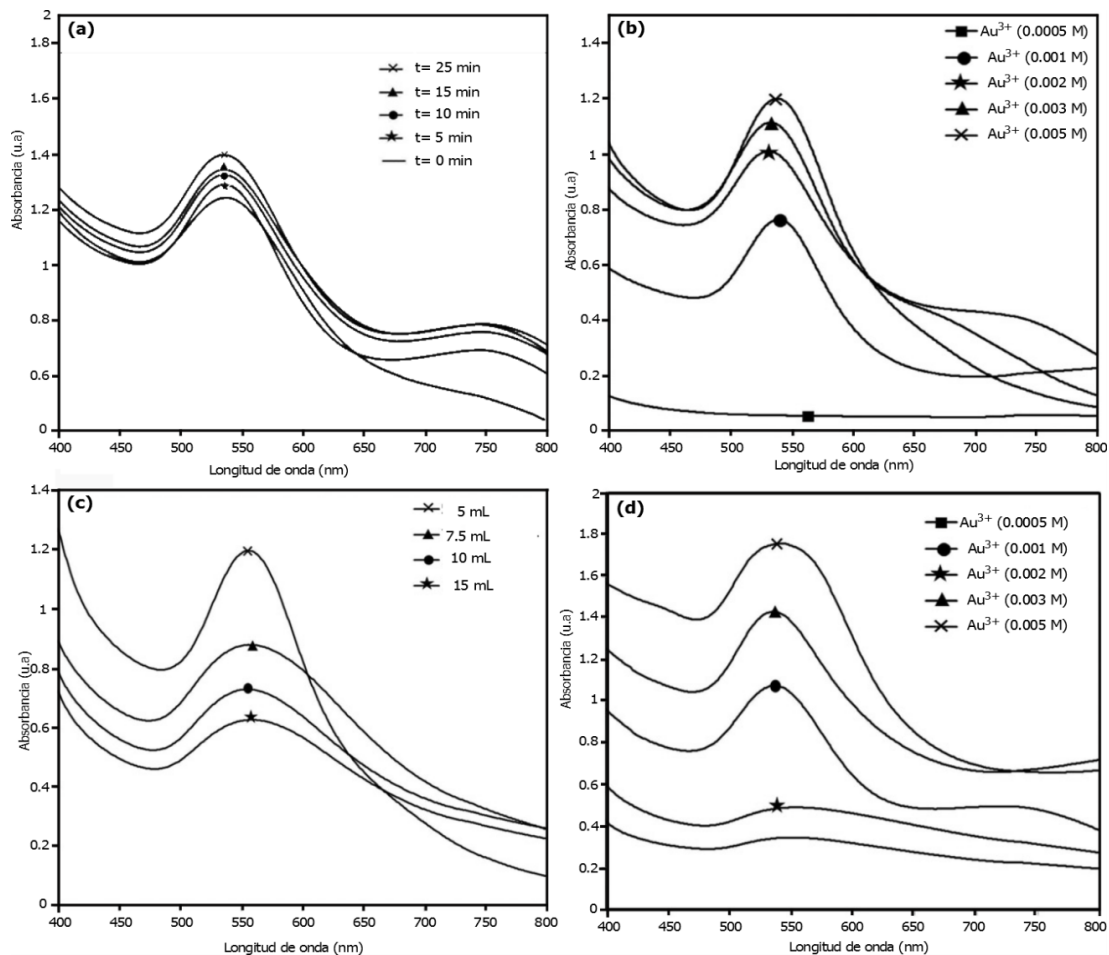 (a)
2
1.8
1.6
1.4
1.2
1
0.8
0.6
0
Absorbancia (u.a)
t= 25 min
t= 15 min
t= 10 min
t= 5 min
t= 0 min
400 450 500 550 600 650 700 750 800
Longitud de onda (nm)
(b)
2
1.8
1.6
1.4
1.2
1
0.8
0.6
0.4
0.2
0
Absorbancia (u.a)
Au³⁺ (0.0005 M)
Au³⁺ (0.001 M)
Au³⁺ (0.002 M)
Au³⁺ (0.003 M)
Au³⁺ (0.005 M)
400 450 500 550 600 650 700 750 800
Longitud de onda (nm)
(c)
1.4
1.2
1
0.8
0.6
0.4
0.2
0
Absorbancia (u.a)
5 mL
7.5 mL
10 mL
15 mL
400 450 500 550 600 650 700 750 800
Longitud de onda (nm)
(d)
2
1.8
1.6
1.4
1.2
1
0.8
0.6
0.4
0.2
0
Absorbancia (u.a)
Au³⁺ (0.0005 M)
Au³⁺ (0.001 M)
Au³⁺ (0.002 M)
Au³⁺ (0.003 M)
Au³⁺ (0.005 M)
400 450 500 550 600 650 700 750 800
Longitud de onda (nm)